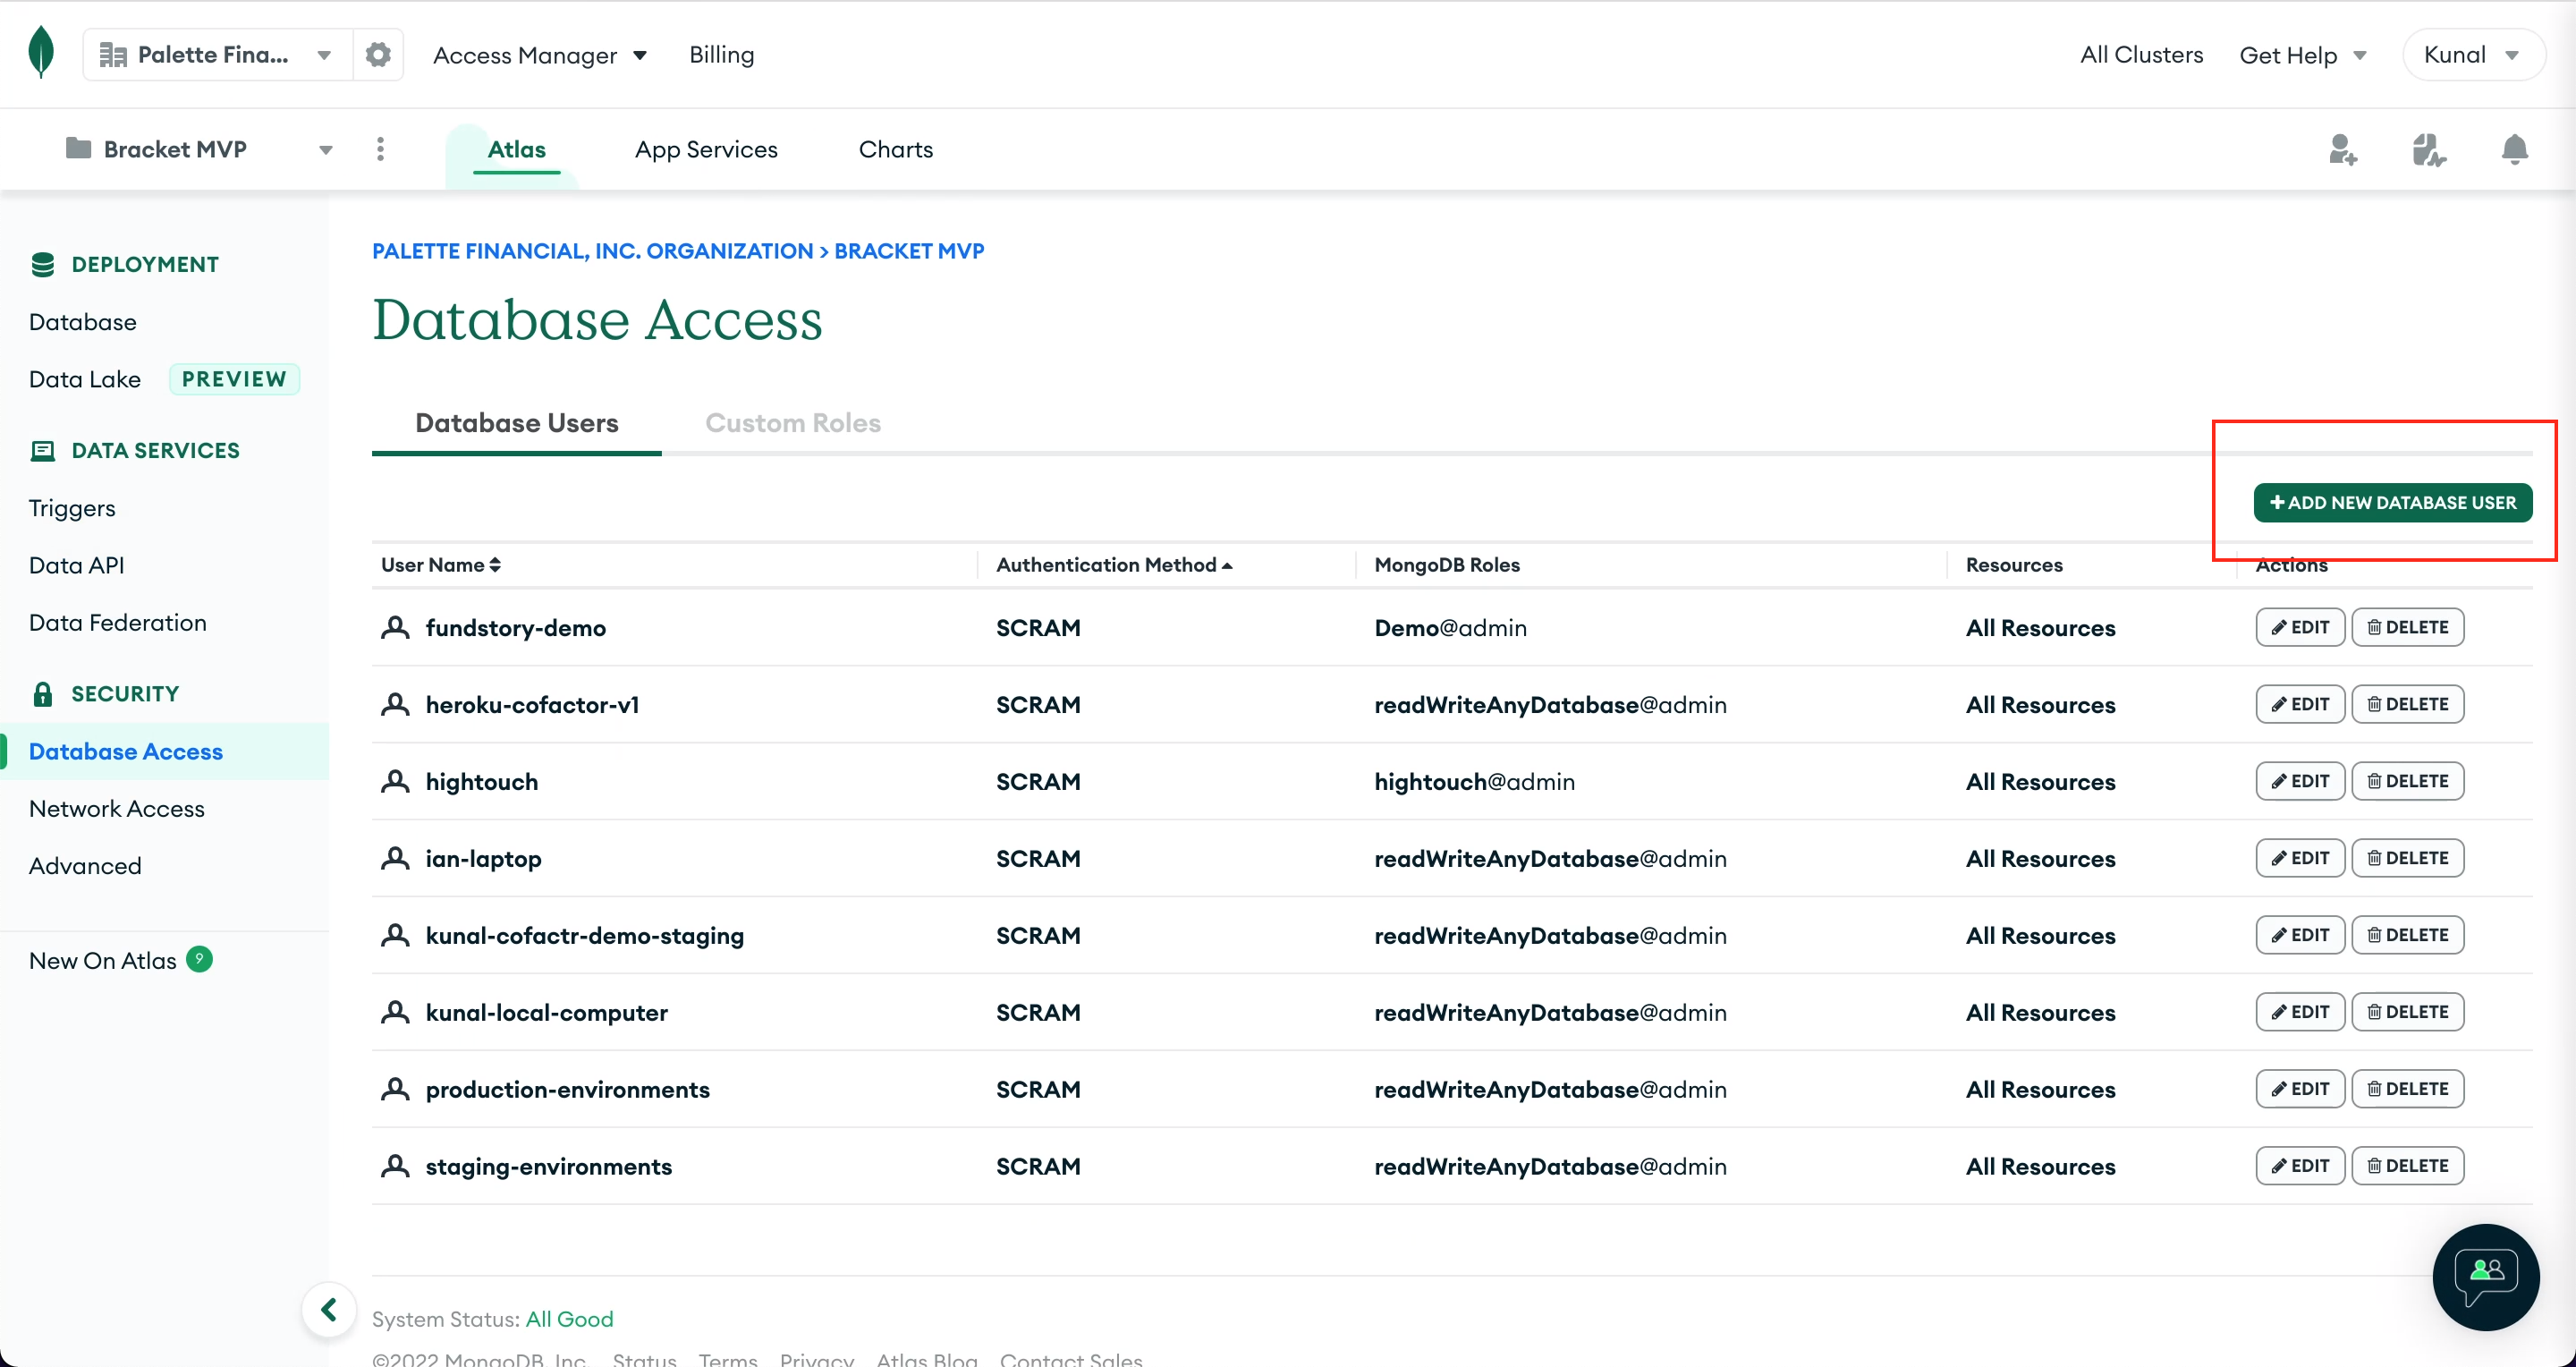 Palette Fina...
Access Manager
Billing
All Clusters
Get Help
Kunal
Bracket MVP
Atlas
App Services
Charts
DEPLOYMENT
Database
Data Lake PREVIEW
DATA SERVICES
Triggers
Data API
Data Federation
SECURITY
Database Access
Network Access
Advanced
New On Atlas 9
PALETTE FINANCIAL, INC. ORGANIZATION > BRACKET MVP
Database Access
Database Users
Custom Roles
+ ADD NEW DATABASE USER
User Name Authentication Method MongoDB Roles Resources Actions
fundstory-demo SCRAM Demo@admin All Resources EDIT DELETE
heroku-cofactor-v1 SCRAM readWriteAnyDatabase@admin All Resources EDIT DELETE
hightouch SCRAM hightouch@admin All Resources EDIT DELETE
ian-laptop SCRAM readWriteAnyDatabase@admin All Resources EDIT DELETE
kunal-cofactr-demo-staging SCRAM readWriteAnyDatabase@admin All Resources EDIT DELETE
kunal-local-computer SCRAM readWriteAnyDatabase@admin All Resources EDIT DELETE
production-environments SCRAM readWriteAnyDatabase@admin All Resources EDIT DELETE
staging-environments SCRAM readWriteAnyDatabase@admin All Resources EDIT DELETE
System Status: All Good
©2022 MongoDB, Inc. Status Terms Privacy Atlas Blog Contact Sales